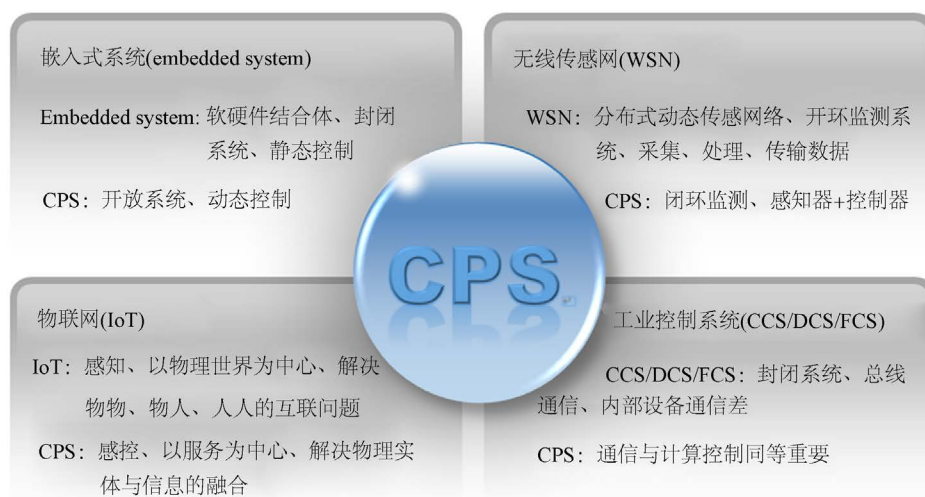 嵌入式系统(embedded system)
Embedded system: 软硬件结合体、封闭
系统、静态控制
CPS: 开放系统、动态控制
无线传感网(WSN)
WSN: 分布式动态传感网络、开环监测系
统、采集、处理、传输数据
CPS: 闭环监测、感知器+控制器
CPS
物联网(IoT)
IoT: 感知、以物理世界为中心、解决
物物、物人、人人的互联问题
CPS: 感控、以服务为中心、解决物理实
体与信息的融合
工业控制系统(CCS/DCS/FCS)
CCS/DCS/FCS: 封闭系统、总线
通信、内部设备通信差
CPS: 通信与计算控制同等重要